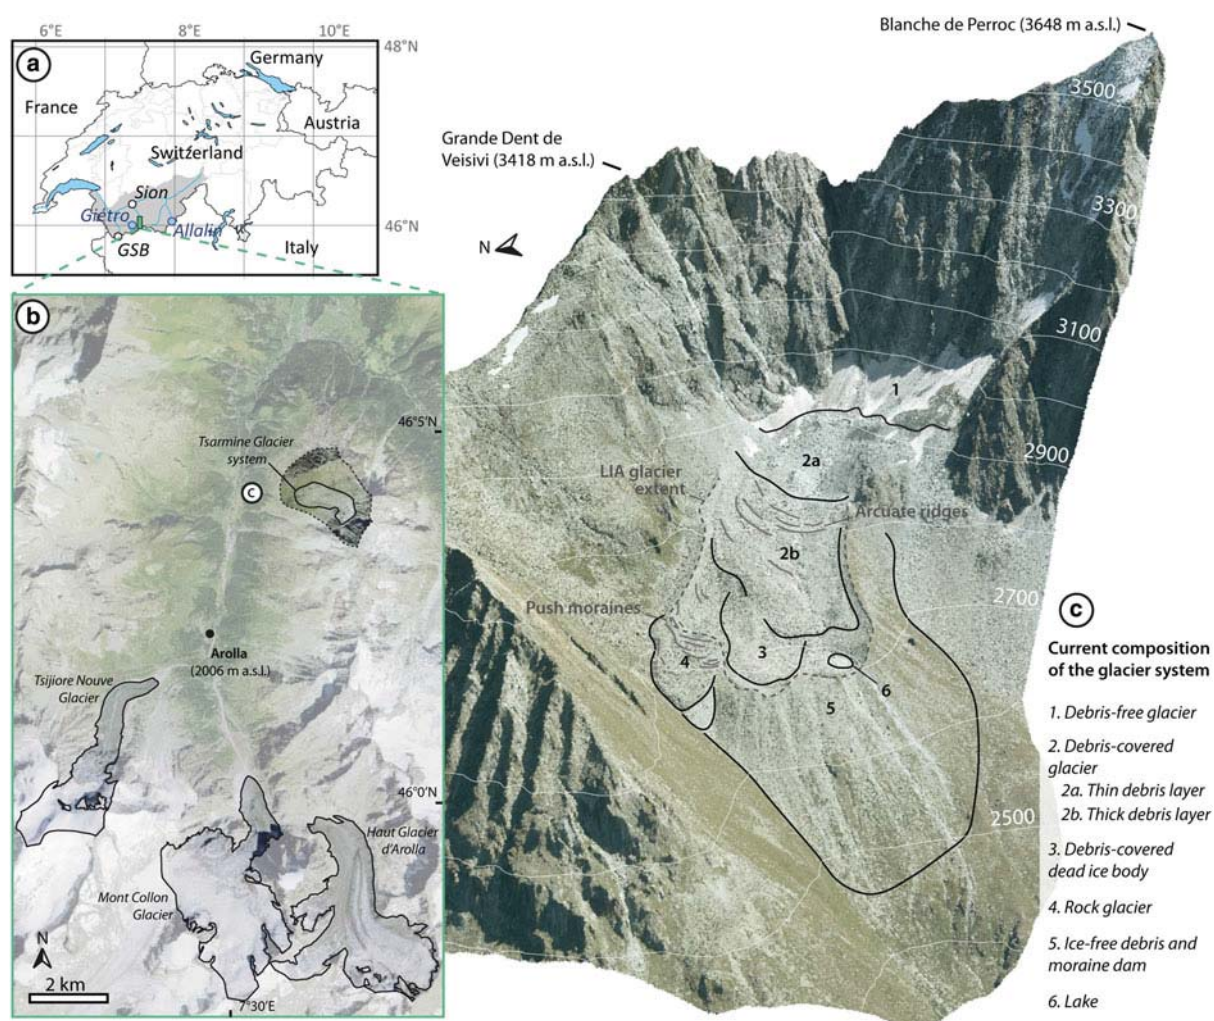 6°E
8°E
10°E
48°N
a
Germany
France
Austria
Switzerland
Sion
Giétro
Allalin
46°N
GSB
Italy
b
46°5'N
Tsarmine Glacier
system
C
Arolla
(2006 m a.s.l.)
Tsijiore Nouve
Glacier
46°0'N
Haut Glacier
d'Arolla
Mont Collon
Glacier
N
2 km
7°30'E
Blanche de Perroc (3648 m a.s.l.)
3500
Grande Dent de
Veisivi (3418 m a.s.l.)
3300
N
3100
1
2900
2a
LIA glacier
extent
Arcuate ridges
2b
2700
Push moraines
4
3
6
5
2500
c
Current composition
of the glacier system
1. Debris-free glacier
2. Debris-covered
glacier
2a. Thin debris layer
2b. Thick debris layer
3. Debris-covered
dead ice body
4. Rock glacier
5. Ice-free debris and
moraine dam
6. Lake